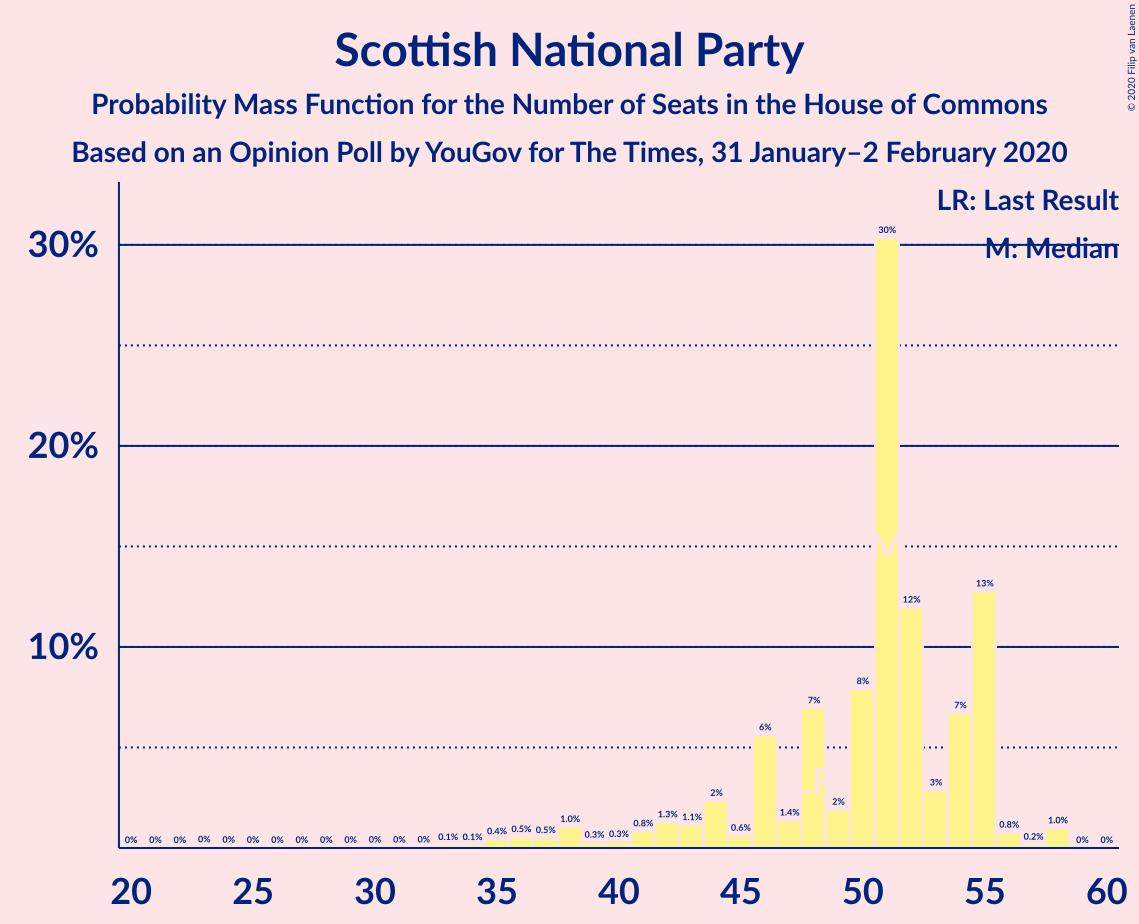 © 2020 Filip van Laenen
Scottish National Party
Probability Mass Function for the Number of Seats in the House of Commons
Based on an Opinion Poll by YouGov for The Times, 31 January–2 February 2020
LR: Last Result
M: Median
30%
20%
10%
0% 0% 0% 0% 0% 0% 0% 0% 0% 0% 0% 0% 0% 0.1% 0.1% 0.4% 0.5% 0.5% 1.0% 0.3% 0.3% 0.8% 1.3% 1.1% 2% 0.6% 6% 1.4% 7% 2% 8% 30% 12% 3% 7% 13% 0.8% 0.2% 1.0% 0% 0%
20 25 30 35 40 45 50 55 60